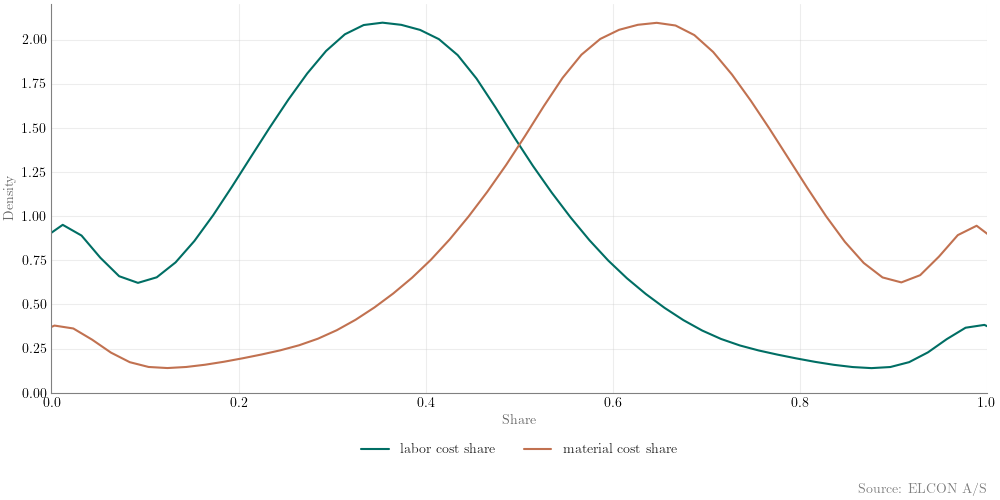 2.00
1.75
1.50
1.25
1.00
0.75
0.50
0.25
0.00
Density
0.0 0.2 0.4 0.6 0.8 1.0
Share
labor cost share material cost share
Source: ELCON A/S